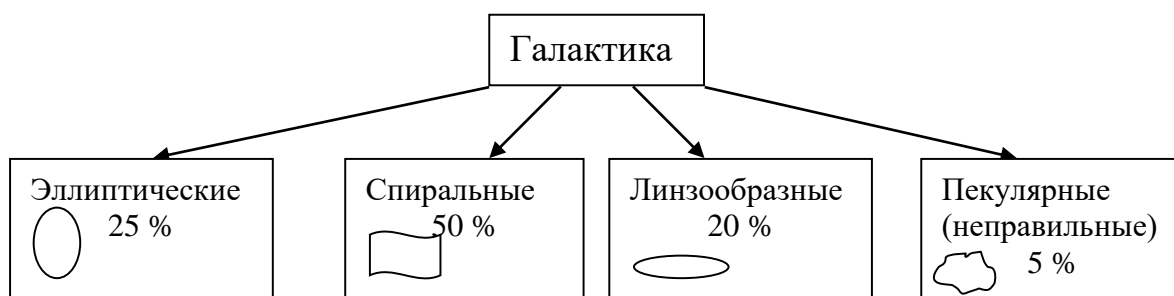 Галактика
Эллиптические
25 %
Спиральные
50 %
Линзообразные
20 %
Пекулярные
(неправильные)
5 %